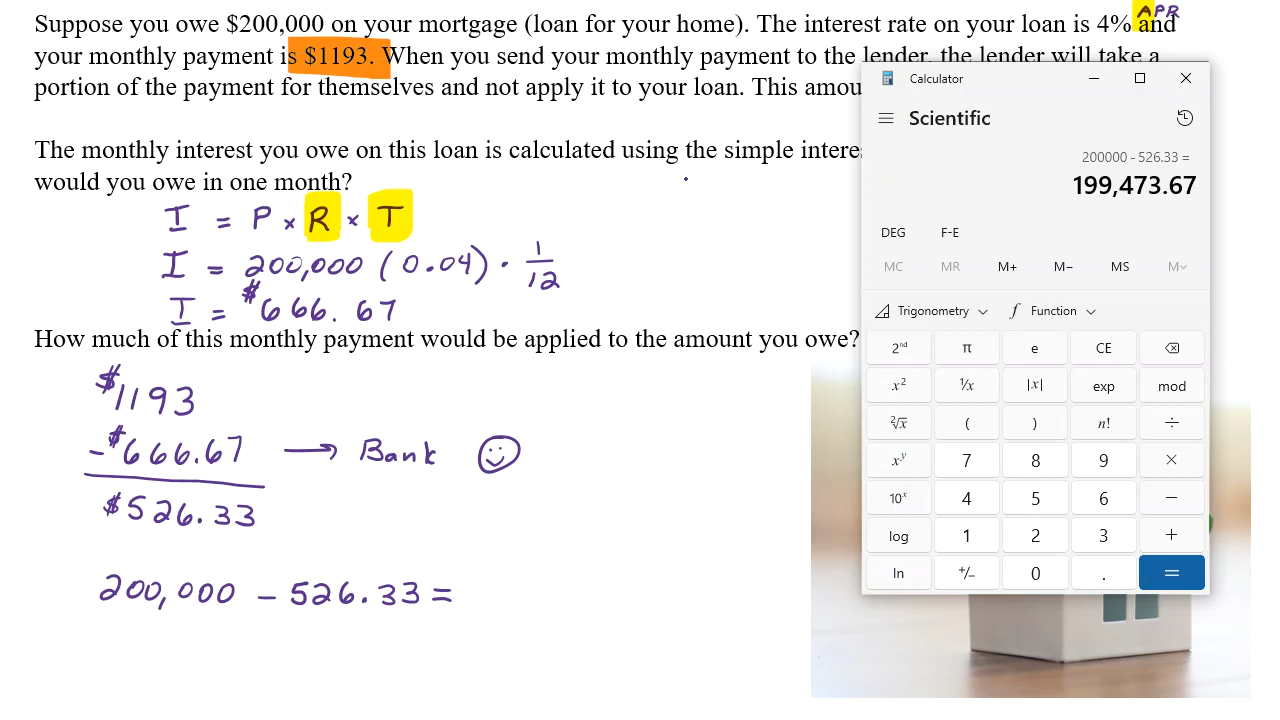 APR
Suppose you owe $200,000 on your mortgage (loan for your home). The interest rate on your loan is 4% and
your monthly payment is $1193. When you send your monthly payment to the lender, the lender will take a
portion of the payment for themselves and not apply it to your loan. This amou
The monthly interest you owe on this loan is calculated using the simple intere
would you owe in one month?
I = P × R × T
I = 200,000 (0.04) · 1/12
I = $666.67
How much of this monthly payment would be applied to the amount you owe?
$1193
-$666.67 → Bank
$526.33
200,000 - 526.33 =
Calculator
Scientific
200000 - 526.33 =
199,473.67
DEG F-E
MC MR M+ M− MS M˅
Trigonometry f Function
2nd π e CE
x² ¹/x |x| exp mod
²√x ( ) n! ÷
xʸ 7 8 9 ×
10ˣ 4 5 6 −
log 1 2 3 +
ln +/− 0 . =